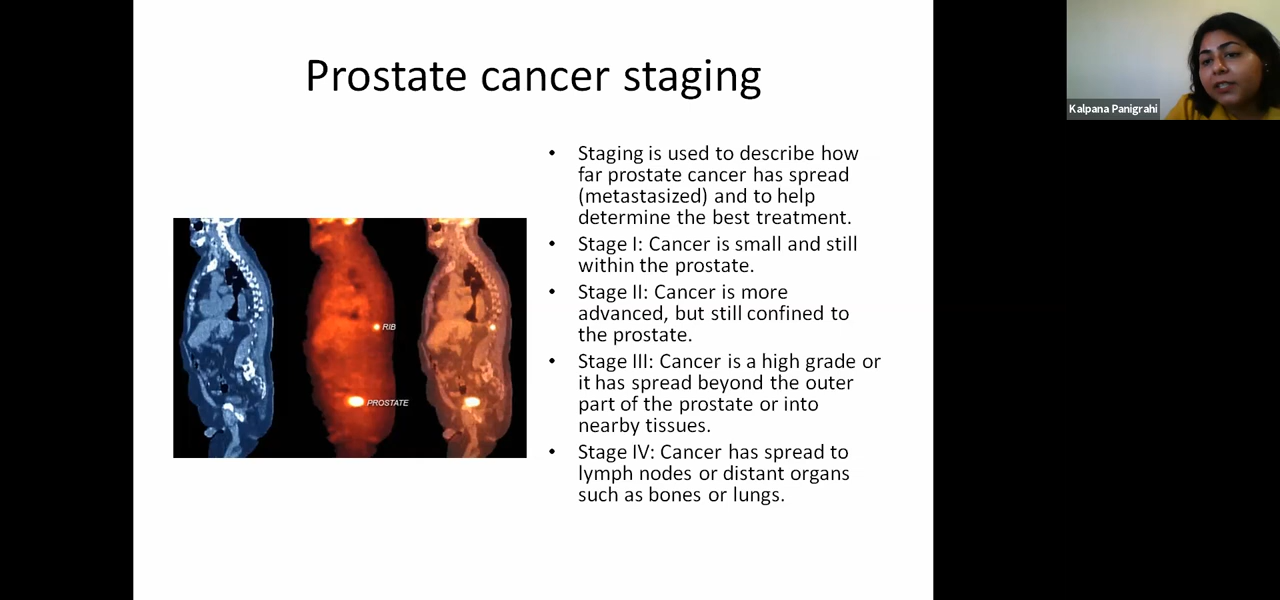 Prostate cancer staging
• Staging is used to describe how
far prostate cancer has spread
(metastasized) and to help
determine the best treatment.
• Stage I: Cancer is small and still
within the prostate.
• Stage II: Cancer is more
advanced, but still confined to
the prostate.
• Stage III: Cancer is a high grade or
it has spread beyond the outer
part of the prostate or into
nearby tissues.
• Stage IV: Cancer has spread to
lymph nodes or distant organs
such as bones or lungs.
RIB
PROSTATE
Kalpana Panigrahi